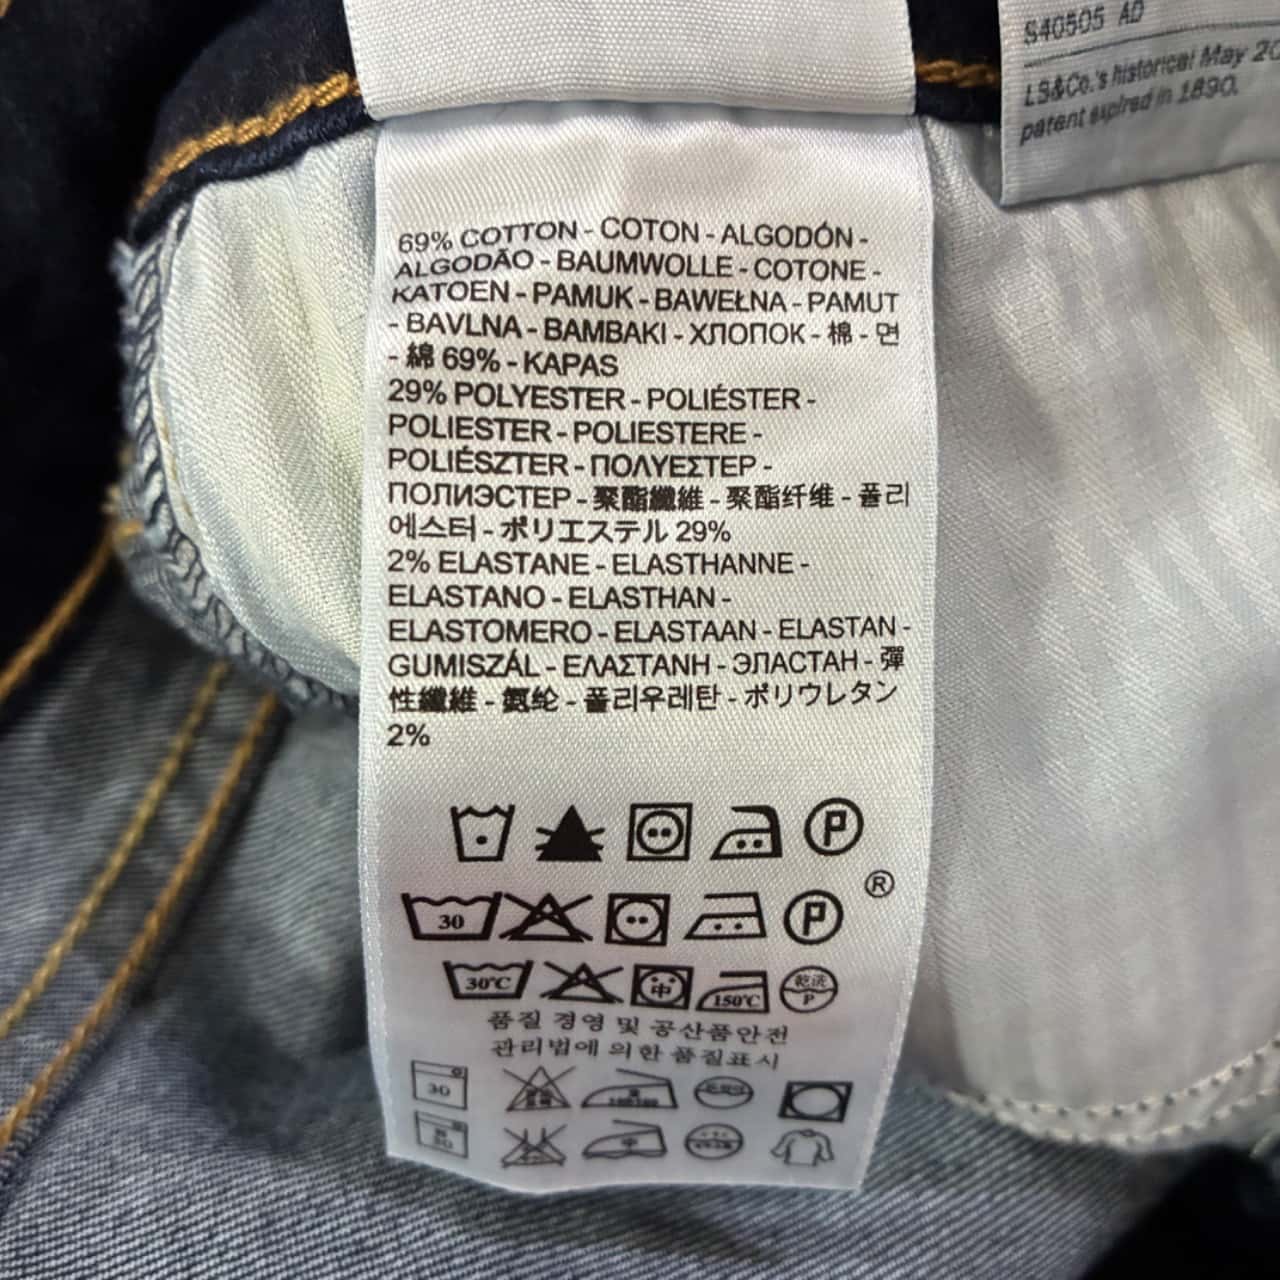 S40505 AD
LS&Co.'s historical May 20
patent expired in 1890.
69% COTTON - COTON - ALGODÓN -
ALGODÃO - BAUMWOLLE - COTONE -
KATOEN - PAMUK - BAWEŁNA - PAMUT
- BAVLNA - BAMBAKI - ХЛОПОК - 棉 - 면
- 綿 69% - KAPAS
29% POLYESTER - POLIÉSTER -
POLIESTER - POLIESTERE -
POLIÉSZTER - ΠΟΛΥΕΣΤΕΡ -
ПОЛИЭСТЕР - 聚酯纖維 - 聚酯纤维 - 폴리
에스터 - ポリエステル 29%
2% ELASTANE - ELASTHANNE -
ELASTANO - ELASTHAN -
ELASTOMERO - ELASTAAN - ELASTAN -
GUMISZÁL - ΕΛΑΣΤΑΝΗ - ЭЛАСТАН - 彈
性纖維 - 氨纶 - 폴리우레탄 - ポリウレタン
2%
P
®
30 P
30℃ 中 150℃ 乾洗 P
품질 경영 및 공산품안전
관리법에 의한 품질표시
30
中